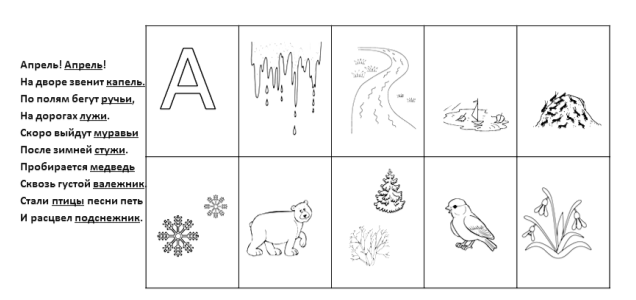 Апрель! Апрель!
На дворе звенит капель.
По полям бегут ручьи,
На дорогах лужи.
Скоро выйдут муравьи
После зимней стужи.
Пробирается медведь
Сквозь густой валежник.
Стали птицы песни петь
И расцвел подснежник.
А